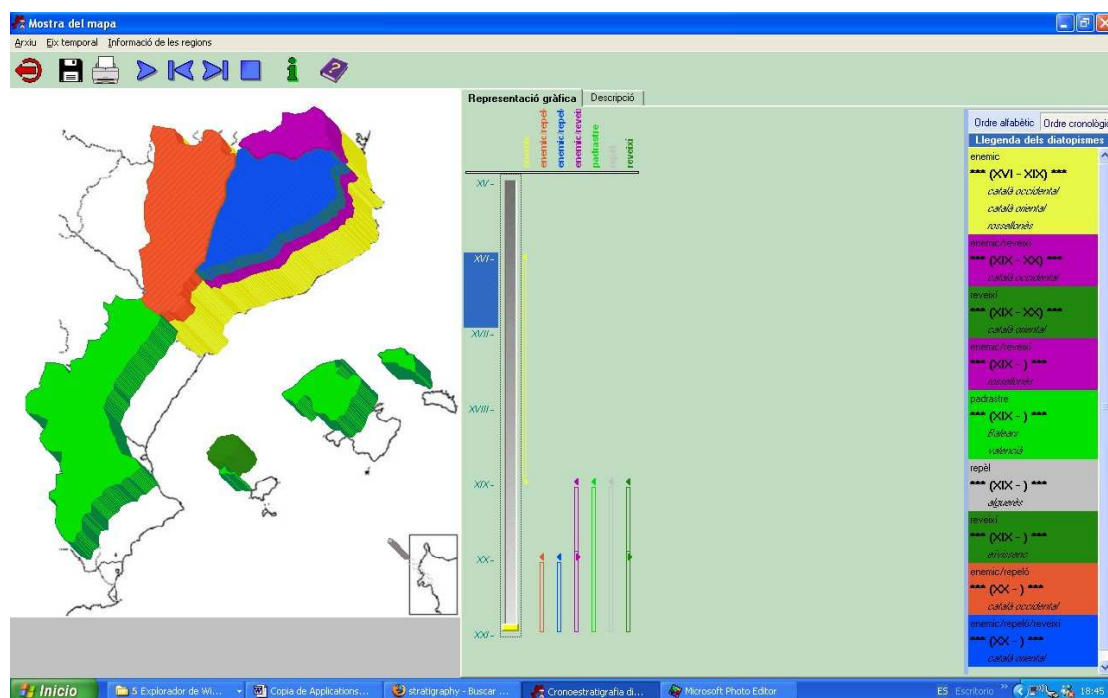 Mostra del mapa
Arxiu Eix temporal Informació de les regions
Representació gràfica Descripció
enemic/repel
enemic/repel
enemic/reveixi
padrastre
repèl
reveixí
XV
XVI
XVII
XVIII
XIX
XX
XXI
Ordre alfabètic Ordre cronològic
Llegenda dels diatopismes
enemic
*** (XVI - XIX) ***
català occidental
català oriental
rossellonès
enemic/reveixí
*** (XIX - XX) ***
català occidental
reveixí
*** (XIX - XX) ***
català oriental
enemic/reveixí
*** (XIX - ) ***
rossellonès
padrastre
*** (XIX - ) ***
Balears
valencià
repèl
*** (XIX - ) ***
alguerès
reveixí
*** (XIX - ) ***
eivissenc
enemic/repeló
*** (XX - ) ***
català occidental
enemic/repeló/reveixí
*** (XX - ) ***
català oriental
Inicio 5 Explorador de Wi... Copia de Applications... stratigraphy - Buscar ... Cronoestratigrafia di... Microsoft Photo Editor ES Escritorio » 18:45